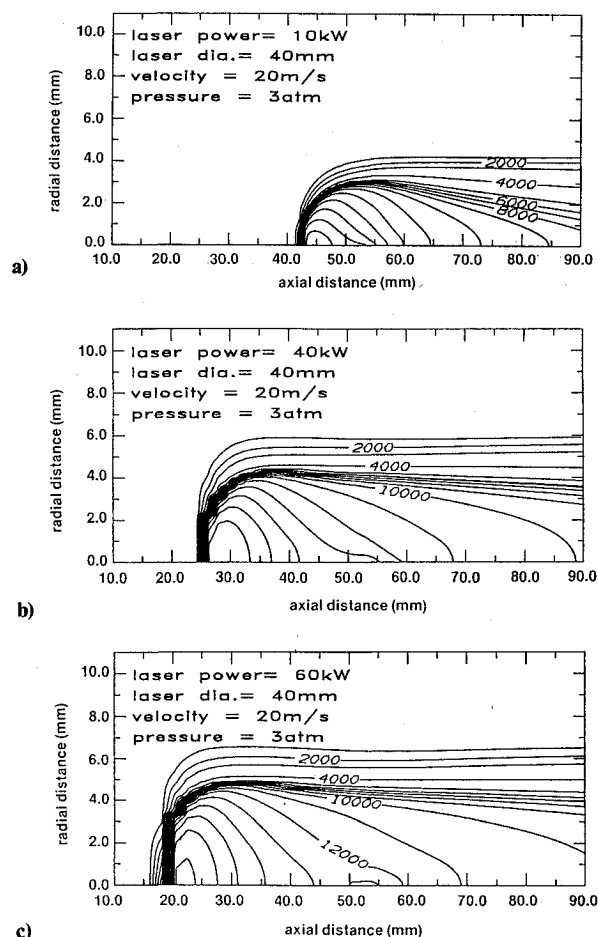 laser power= 10kW
laser dia.= 40mm
velocity = 20m/s
pressure = 3atm
radial distance (mm)
10.0
8.0
6.0
4.0
2.0
0.0
2000
4000
6000
8000
10.0 20.0 30.0 40.0 50.0 60.0 70.0 80.0 90.0
axial distance (mm)
a)
laser power= 40kW
laser dia.= 40mm
velocity = 20m/s
pressure = 3atm
radial distance (mm)
10.0
8.0
6.0
4.0
2.0
0.0
2000
4000
10000
10.0 20.0 30.0 40.0 50.0 60.0 70.0 80.0 90.0
axial distance (mm)
b)
laser power= 60kW
laser dia.= 40mm
velocity = 20m/s
pressure = 3atm
radial distance (mm)
10.0
8.0
6.0
4.0
2.0
0.0
2000
4000
10000
12000
10.0 20.0 30.0 40.0 50.0 60.0 70.0 80.0 90.0
axial distance (mm)
c)